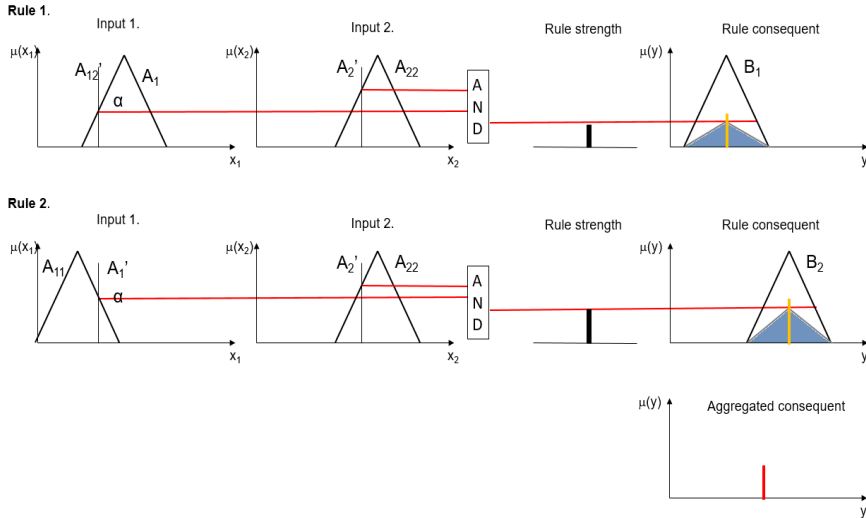 Rule 1.
Input 1. Input 2. Rule strength Rule consequent
μ(x₁) A₁₂' A₁ α μ(x₂) A₂' A₂₂ A N D μ(y) B₁
x₁ x₂ y
Rule 2.
Input 1. Input 2. Rule strength Rule consequent
μ(x₁) A₁₁ A₁' α μ(x₂) A₂' A₂₂ A N D μ(y) B₂
x₁ x₂ y
μ(y) Aggregated consequent
y